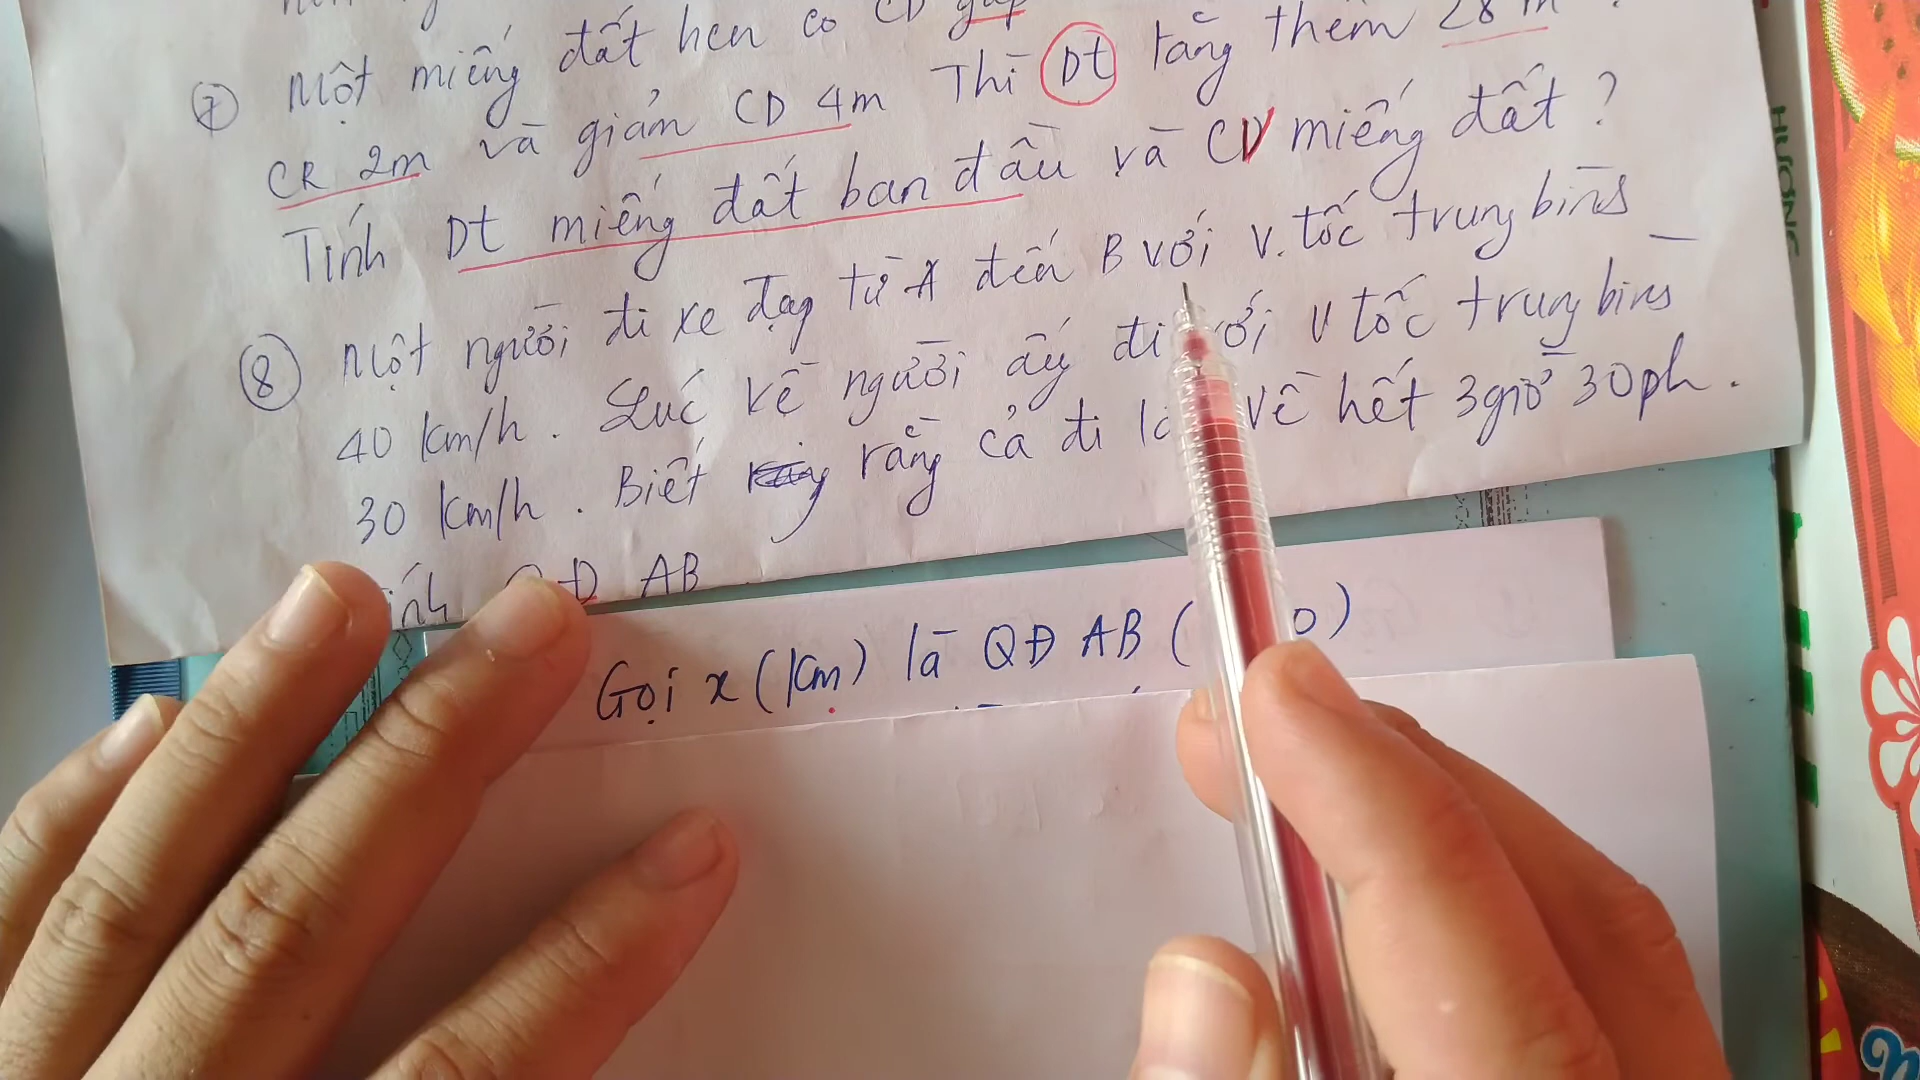 ⑦ Một miếng đất hcn có CD gấp
CR 2m và giảm CD 4m Thì Dt tăng thêm 28 m
Tính Dt miếng đất ban đầu và CV miếng đất?
⑧ Một người đi xe đạp từ A đến B với v. tốc trung bình
40 km/h. Lúc về người ấy đi với v tốc trung bình
30 km/h. Biết rằng cả đi lẫn về hết 3giờ 30ph.
AB
Gọi x (km) là QĐ AB (
HƯƠNG